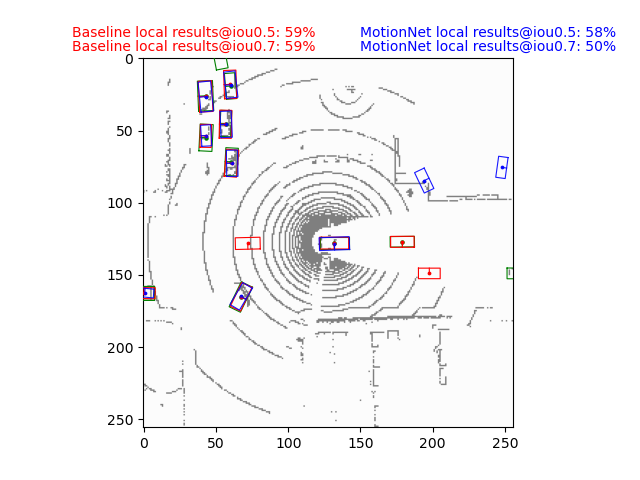 Baseline local results@iou0.5: 59% MotionNet local results@iou0.5: 58%
Baseline local results@iou0.7: 59% MotionNet local results@iou0.7: 50%
0
50
100
150
200
250
0 50 100 150 200 250